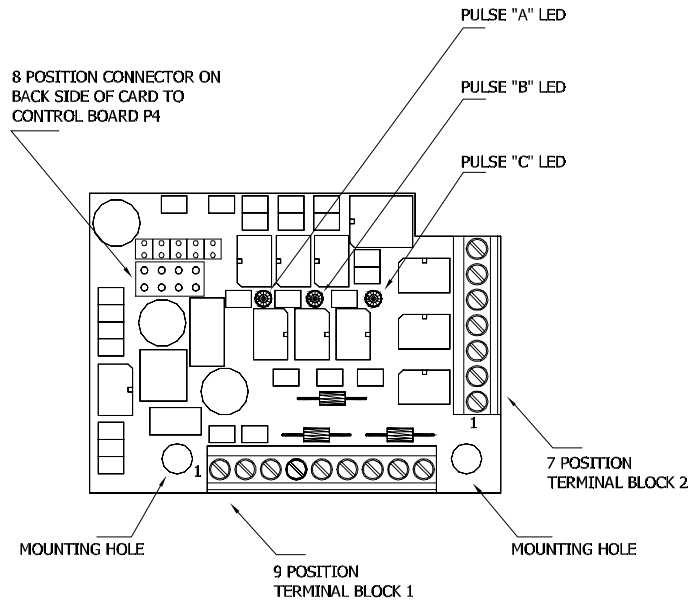 PULSE "A" LED
8 POSITION CONNECTOR ON
BACK SIDE OF CARD TO
CONTROL BOARD P4
PULSE "B" LED
PULSE "C" LED
1
1
7 POSITION
TERMINAL BLOCK 2
MOUNTING HOLE
MOUNTING HOLE
9 POSITION
TERMINAL BLOCK 1